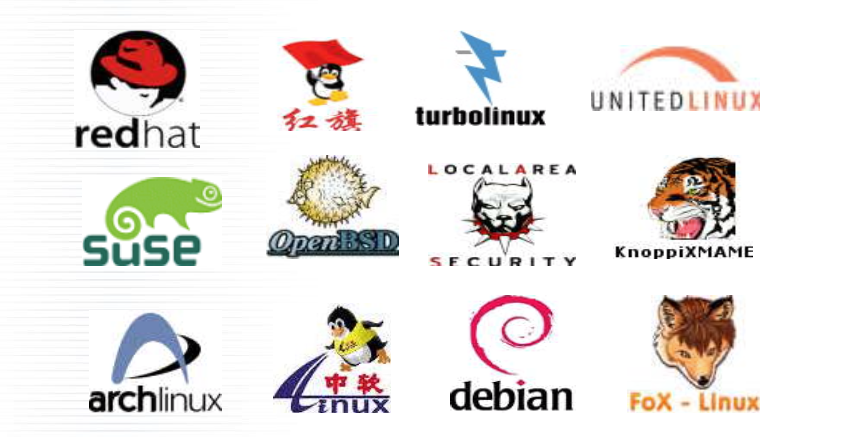 redhat
红旗
turbolinux
UNITEDLINUX
suse
OpenBSD
LOCALAREA
SECURITY
KnoppiXMAME
archlinux
中软
Linux
debian
FoX - Linux